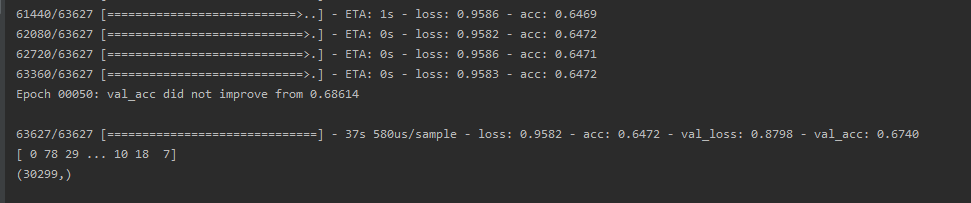 61440/63627 [===========================>..] - ETA: 1s - loss: 0.9586 - acc: 0.6469
62080/63627 [============================>.] - ETA: 0s - loss: 0.9582 - acc: 0.6472
62720/63627 [============================>.] - ETA: 0s - loss: 0.9586 - acc: 0.6471
63360/63627 [============================>.] - ETA: 0s - loss: 0.9583 - acc: 0.6472
Epoch 00050: val_acc did not improve from 0.68614
63627/63627 [==============================] - 37s 580us/sample - loss: 0.9582 - acc: 0.6472 - val_loss: 0.8798 - val_acc: 0.6740
[ 0 78 29 ... 10 18  7]
(30299,)